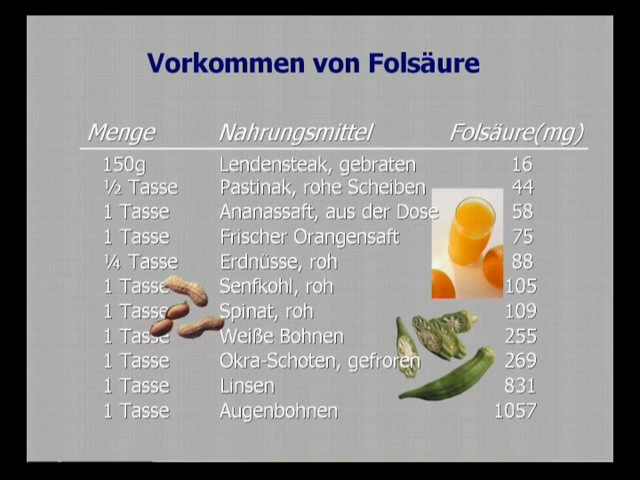 Vorkommen von Folsäure
Menge Nahrungsmittel Folsäure(mg)
150g Lendensteak, gebraten 16
½ Tasse Pastinak, rohe Scheiben 44
1 Tasse Ananassaft, aus der Dose 58
1 Tasse Frischer Orangensaft 75
¼ Tasse Erdnüsse, roh 88
1 Tasse Senfkohl, roh 105
1 Tasse Spinat, roh 109
1 Tasse Weiße Bohnen 255
1 Tasse Okra-Schoten, gefroren 269
1 Tasse Linsen 831
1 Tasse Augenbohnen 1057